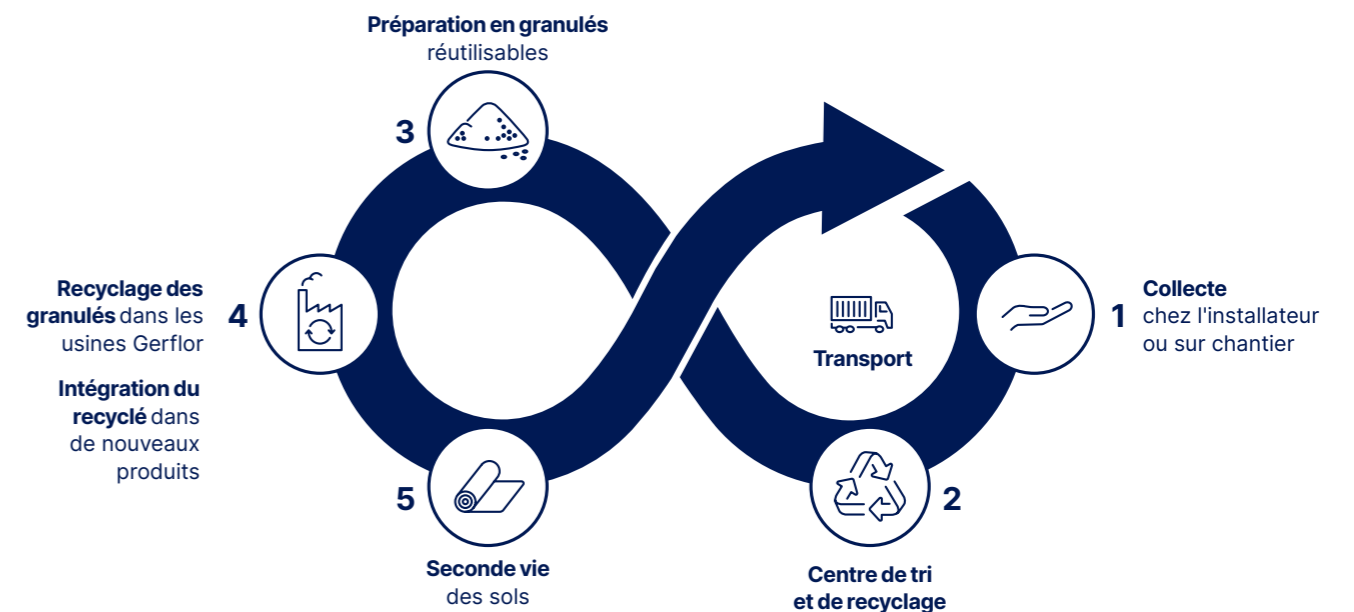 Préparation en granulés
réutilisables
3
Recyclage des
granulés dans les
usines Gerflor
4
Intégration du
recyclé dans
de nouveaux
produits
Transport
1
Collecte
chez l'installateur
ou sur chantier
5
Seconde vie
des sols
2
Centre de tri
et de recyclage